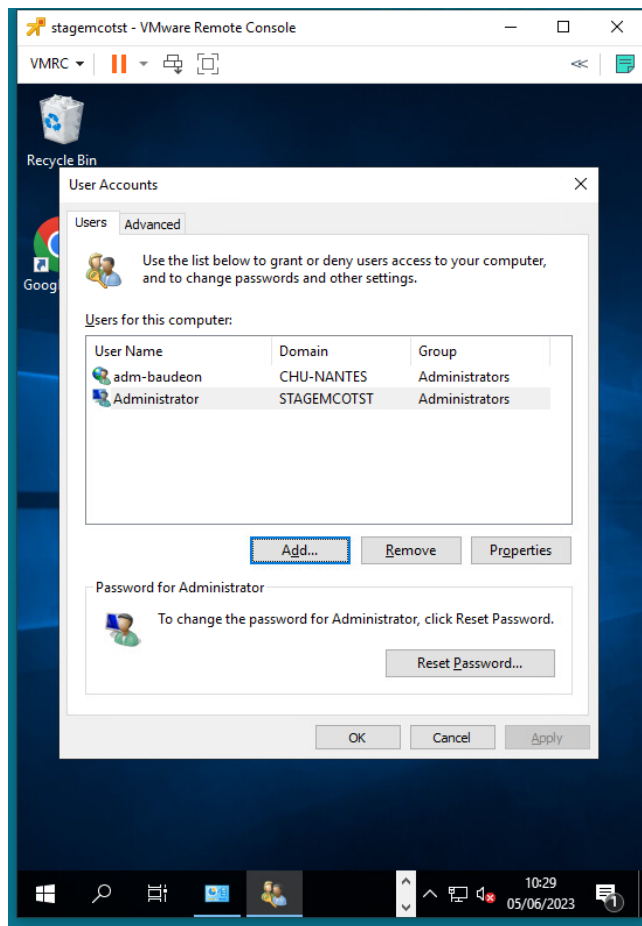 stagemcotst - VMware Remote Console
VMRC
Recycle Bin
Goog
User Accounts
Users Advanced
Use the list below to grant or deny users access to your computer,
and to change passwords and other settings.
Users for this computer:
User Name Domain Group
adm-baudeon CHU-NANTES Administrators
Administrator STAGEMCOTST Administrators
Add... Remove Properties
Password for Administrator
To change the password for Administrator, click Reset Password.
Reset Password...
OK Cancel Apply
10:29
05/06/2023
1